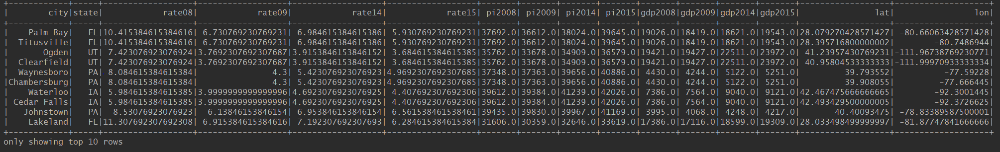 +------------+-----+------------------+------------------+------------------+------------------+-------+-------+-------+-------+-------+-------+-------+-------+------------------+-------------------+
|        city|state|            rate08|            rate09|            rate14|            rate15| pi2008| pi2009| pi2014| pi2015|gdp2008|gdp2009|gdp2014|gdp2015|               lat|                lon|
+------------+-----+------------------+------------------+------------------+------------------+-------+-------+-------+-------+-------+-------+-------+-------+------------------+-------------------+
|    Palm Bay|   FL|10.415384615384616| 6.730769230769231| 6.984615384615386| 5.930769230769231|37692.0|36612.0|38024.0|39645.0|19026.0|18419.0|18621.0|19543.0|28.079270428571427| -80.66063428571428|
|  Titusville|   FL|10.415384615384616| 6.730769230769231| 6.984615384615386| 5.930769230769231|37692.0|36612.0|38024.0|39645.0|19026.0|18419.0|18621.0|19543.0|28.395716800000002|        -80.7486944|
|       Ogden|   UT| 7.423076923076924|3.7692307692307687|3.9153846153846152| 3.684615384615385|35762.0|33678.0|34909.0|36579.0|19421.0|19427.0|22511.0|23972.0| 41.23957430769231|-111.96738769230771|
|  Clearfield|   UT| 7.423076923076924|3.7692307692307687|3.9153846153846152| 3.684615384615385|35762.0|33678.0|34909.0|36579.0|19421.0|19427.0|22511.0|23972.0| 40.95804533333333|-111.99970933333334|
|  Waynesboro|   PA| 8.084615384615384|               4.3| 5.423076923076923|4.9692307692307685|37348.0|37363.0|39656.0|40886.0| 4430.0| 4244.0| 5122.0| 5251.0|         39.793552|          -77.59228|
|Chambersburg|   PA| 8.084615384615384|               4.3| 5.423076923076923|4.9692307692307685|37348.0|37363.0|39656.0|40886.0| 4430.0| 4244.0| 5122.0| 5251.0|         39.908055|         -77.666445|
|    Waterloo|   IA| 5.984615384615385|3.9999999999999996|4.6923076923076925| 4.407692307692306|39612.0|39384.0|41239.0|42026.0| 7386.0| 7564.0| 9040.0| 9121.0|42.467475666666665|        -92.3001445|
| Cedar Falls|   IA| 5.984615384615385|3.9999999999999996|4.6923076923076925| 4.407692307692306|39612.0|39384.0|41239.0|42026.0| 7386.0| 7564.0| 9040.0| 9121.0|42.493429500000005|        -92.3726625|
|   Johnstown|   PA|  8.53076923076923| 6.13846153846154| 6.953846153846154| 6.561538461538461|39435.0|39830.0|39967.0|41169.0| 3995.0| 4068.0| 4248.0| 4217.0|       40.40093475| -78.83389587500001|
|    Lakeland|   FL|11.307692307692308| 6.915384615384616| 7.192307692307693| 6.284615384615384|31606.0|30359.0|32646.0|33619.0|17386.0|17116.0|18599.0|19309.0|28.033498499999997| -81.87747841666666|
+------------+-----+------------------+------------------+------------------+------------------+-------+-------+-------+-------+-------+-------+-------+-------+------------------+-------------------+
only showing top 10 rows